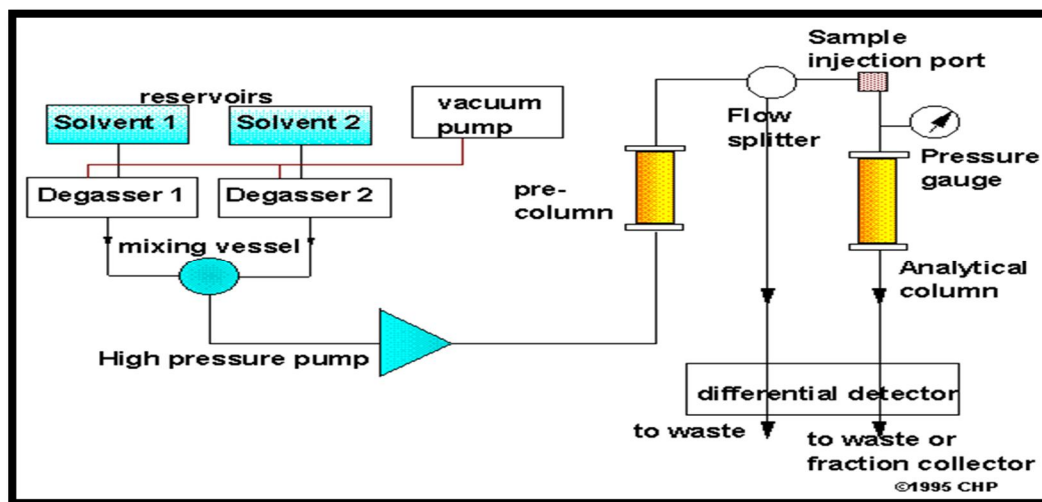 reservoirs
Solvent 1
Solvent 2
vacuum
pump
Degasser 1
Degasser 2
mixing vessel
High pressure pump
pre-
column
Flow
splitter
Sample
injection port
Pressure
gauge
Analytical
column
differential detector
to waste
to waste or
fraction collector
©1995 CHP